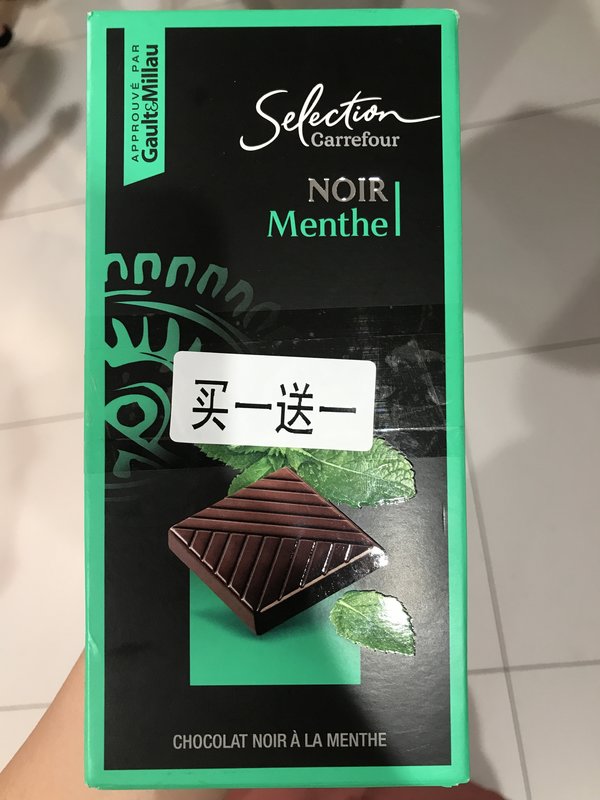 APPROUVÉ PAR
Gault&Millau
Selection
Carrefour
NOIR
Menthe
买一送一
CHOCOLAT NOIR À LA MENTHE